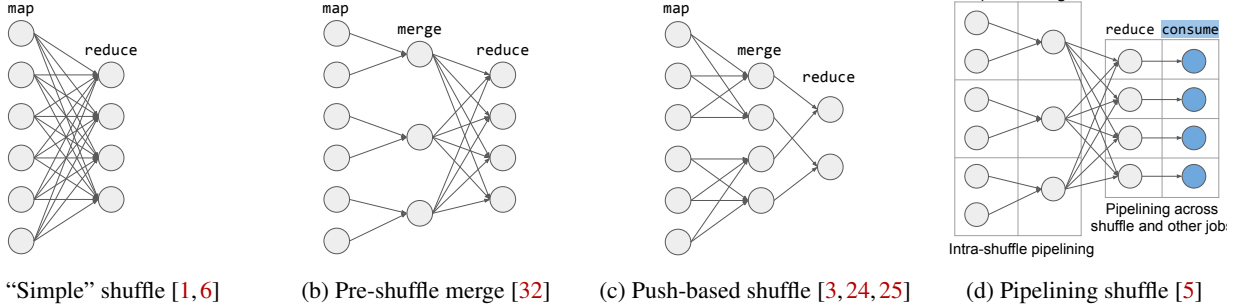 map
reduce
"Simple" shuffle [1,6]
map
merge
reduce
(b) Pre-shuffle merge [32]
map
merge
reduce
(c) Push-based shuffle [3,24,25]
reduce consume
Pipelining across
shuffle and other jobs
Intra-shuffle pipelining
(d) Pipelining shuffle [5]